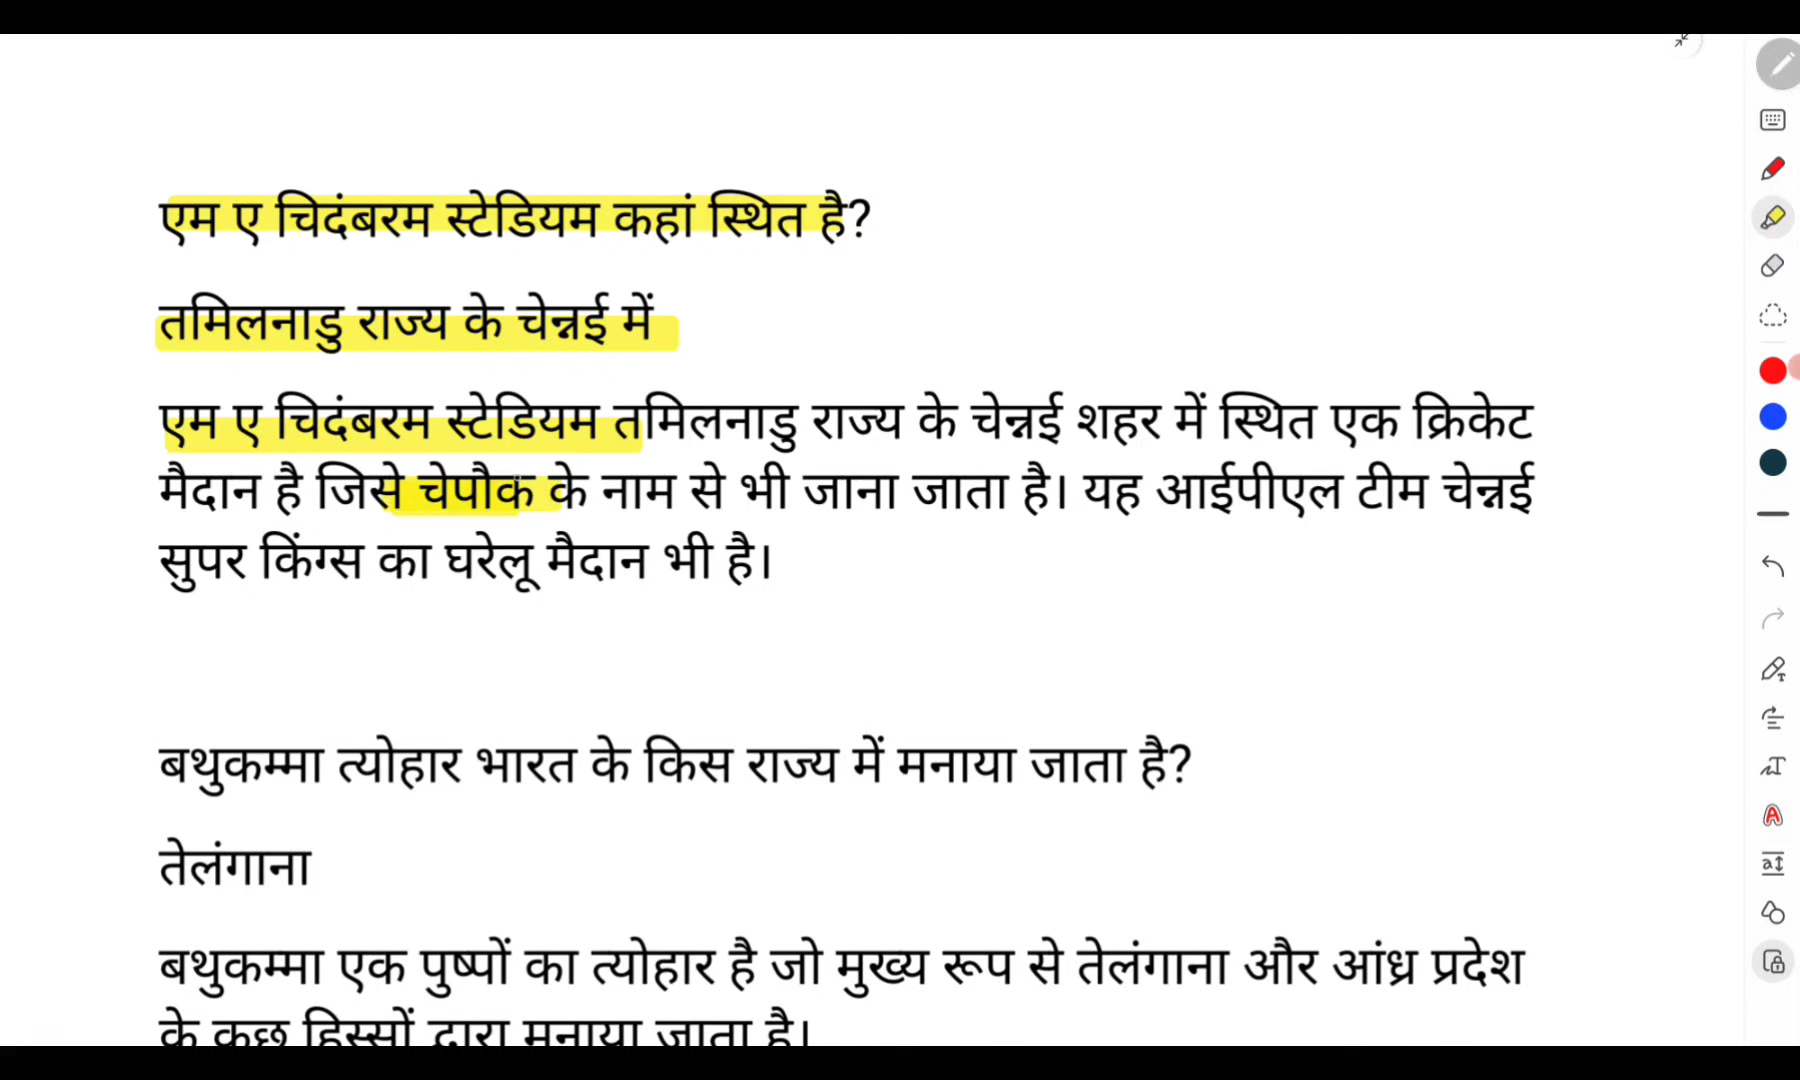 एम ए चिदंबरम स्टेडियम कहां स्थित है?
तमिलनाडु राज्य के चेन्नई में
एम ए चिदंबरम स्टेडियम तमिलनाडु राज्य के चेन्नई शहर में स्थित एक क्रिकेट
मैदान है जिसे चेपौक के नाम से भी जाना जाता है। यह आईपीएल टीम चेन्नई
सुपर किंग्स का घरेलू मैदान भी है।
बथुकम्मा त्योहार भारत के किस राज्य में मनाया जाता है?
तेलंगाना
बथुकम्मा एक पुष्पों का त्योहार है जो मुख्य रूप से तेलंगाना और आंध्र प्रदेश
के कुछ हिस्सों द्वारा मनाया जाता है।